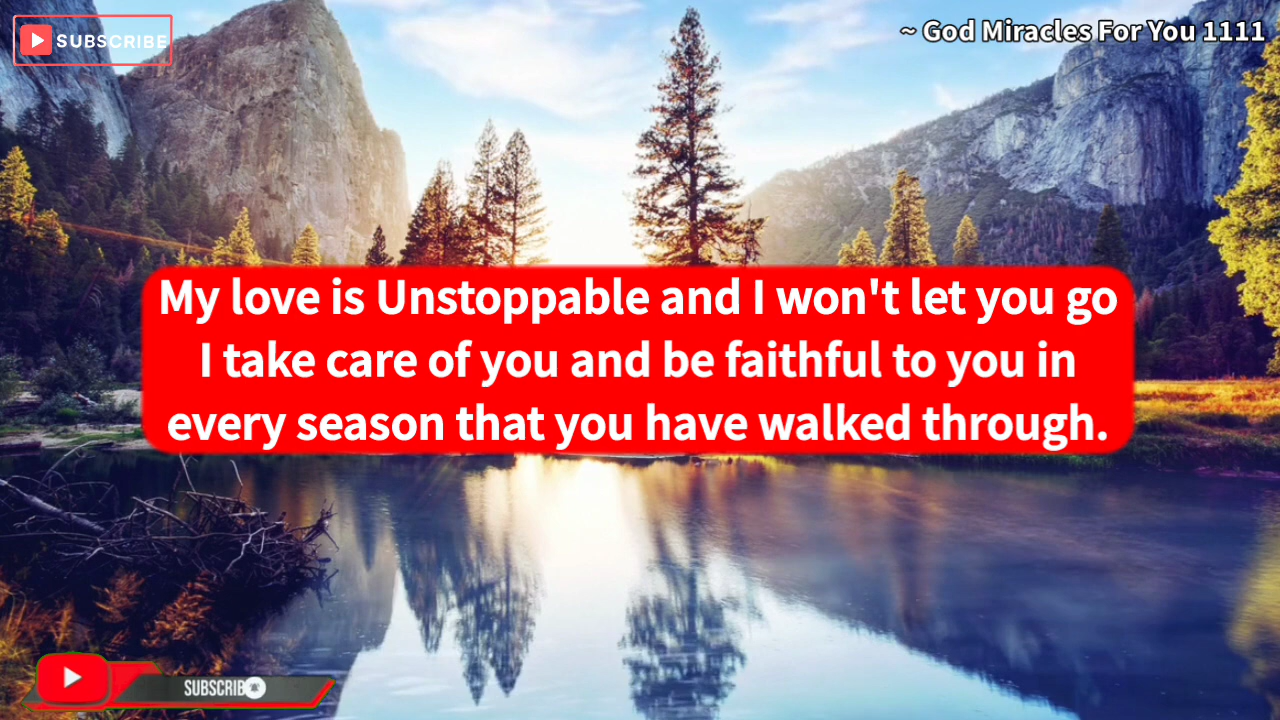 SUBSCRIBE
~ God Miracles For You 1111
My love is Unstoppable and I won't let you go
I take care of you and be faithful to you in
every season that you have walked through.
SUBSCRIB